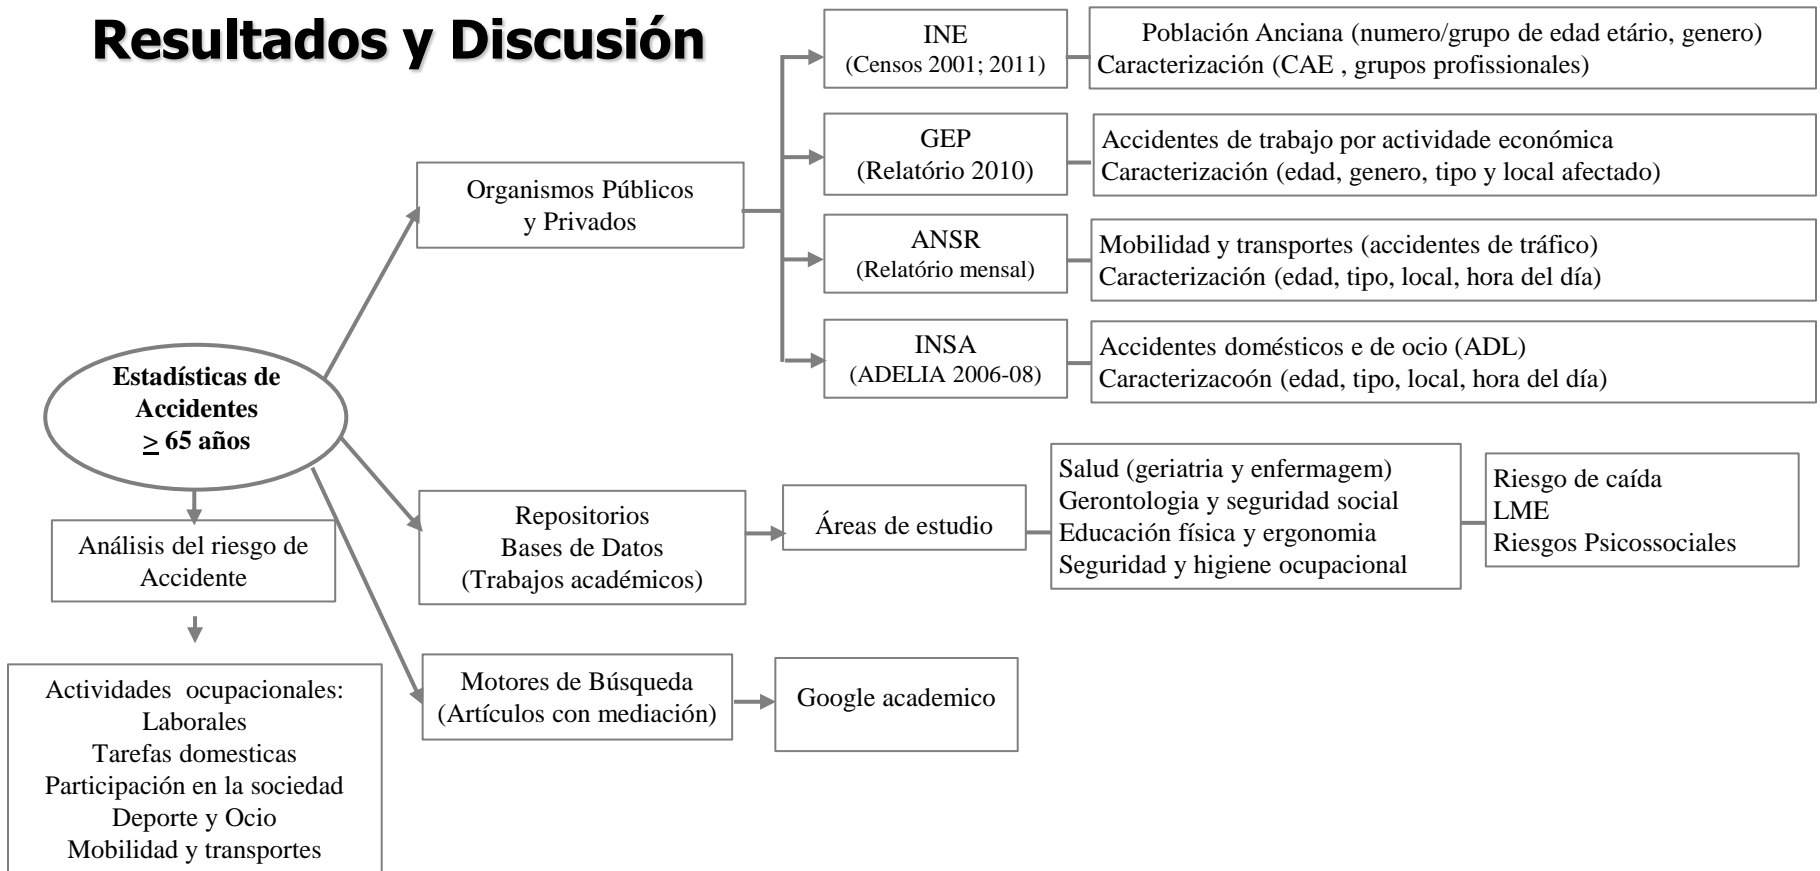 Resultados y Discusión
INE
(Censos 2001; 2011)
Población Anciana (numero/grupo de edad etário, genero)
Caracterización (CAE , grupos profissionales)
GEP
(Relatório 2010)
Accidentes de trabajo por actividade económica
Caracterización (edad, genero, tipo y local afectado)
Organismos Públicos
y Privados
ANSR
(Relatório mensal)
Mobilidad y transportes (accidentes de tráfico)
Caracterización (edad, tipo, local, hora del día)
INSA
(ADELIA 2006-08)
Accidentes domésticos e de ocio (ADL)
Caracterizacoón (edad, tipo, local, hora del día)
Estadísticas de
Accidentes
≥ 65 años
Repositorios
Bases de Datos
(Trabajos académicos)
Áreas de estudio
Salud (geriatria y enfermagem)
Gerontologia y seguridad social
Educación física y ergonomia
Seguridad y higiene ocupacional
Riesgo de caída
LME
Riesgos Psicossociales
Análisis del riesgo de
Accidente
Motores de Búsqueda
(Artículos con mediación)
Google academico
Actividades ocupacionales:
Laborales
Tarefas domesticas
Participación en la sociedad
Deporte y Ocio
Mobilidad y transportes